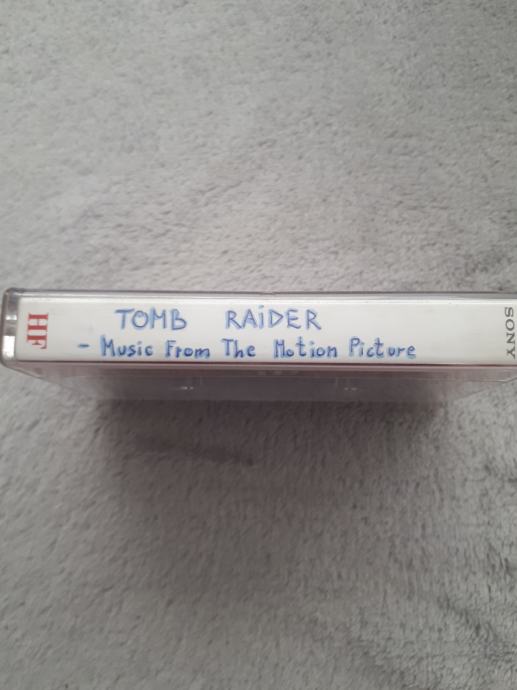 HF
TOMB RAiDER
- Music From The Motion Picture
SONY